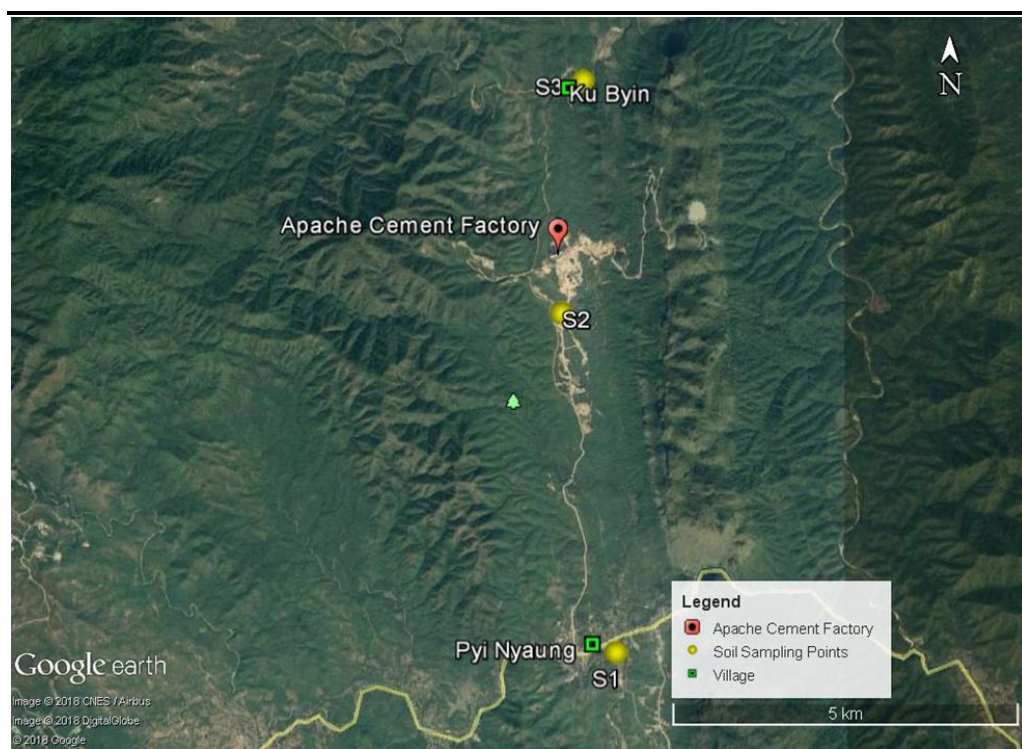 N
S3 Ku Byin
Apache Cement Factory
S2
Pyi Nyaung
S1
Legend
Apache Cement Factory
Soil Sampling Points
Village
5 km
Google earth
Image © 2018 CNES / Airbus
Image © 2018 DigitalGlobe
© 2018 Google